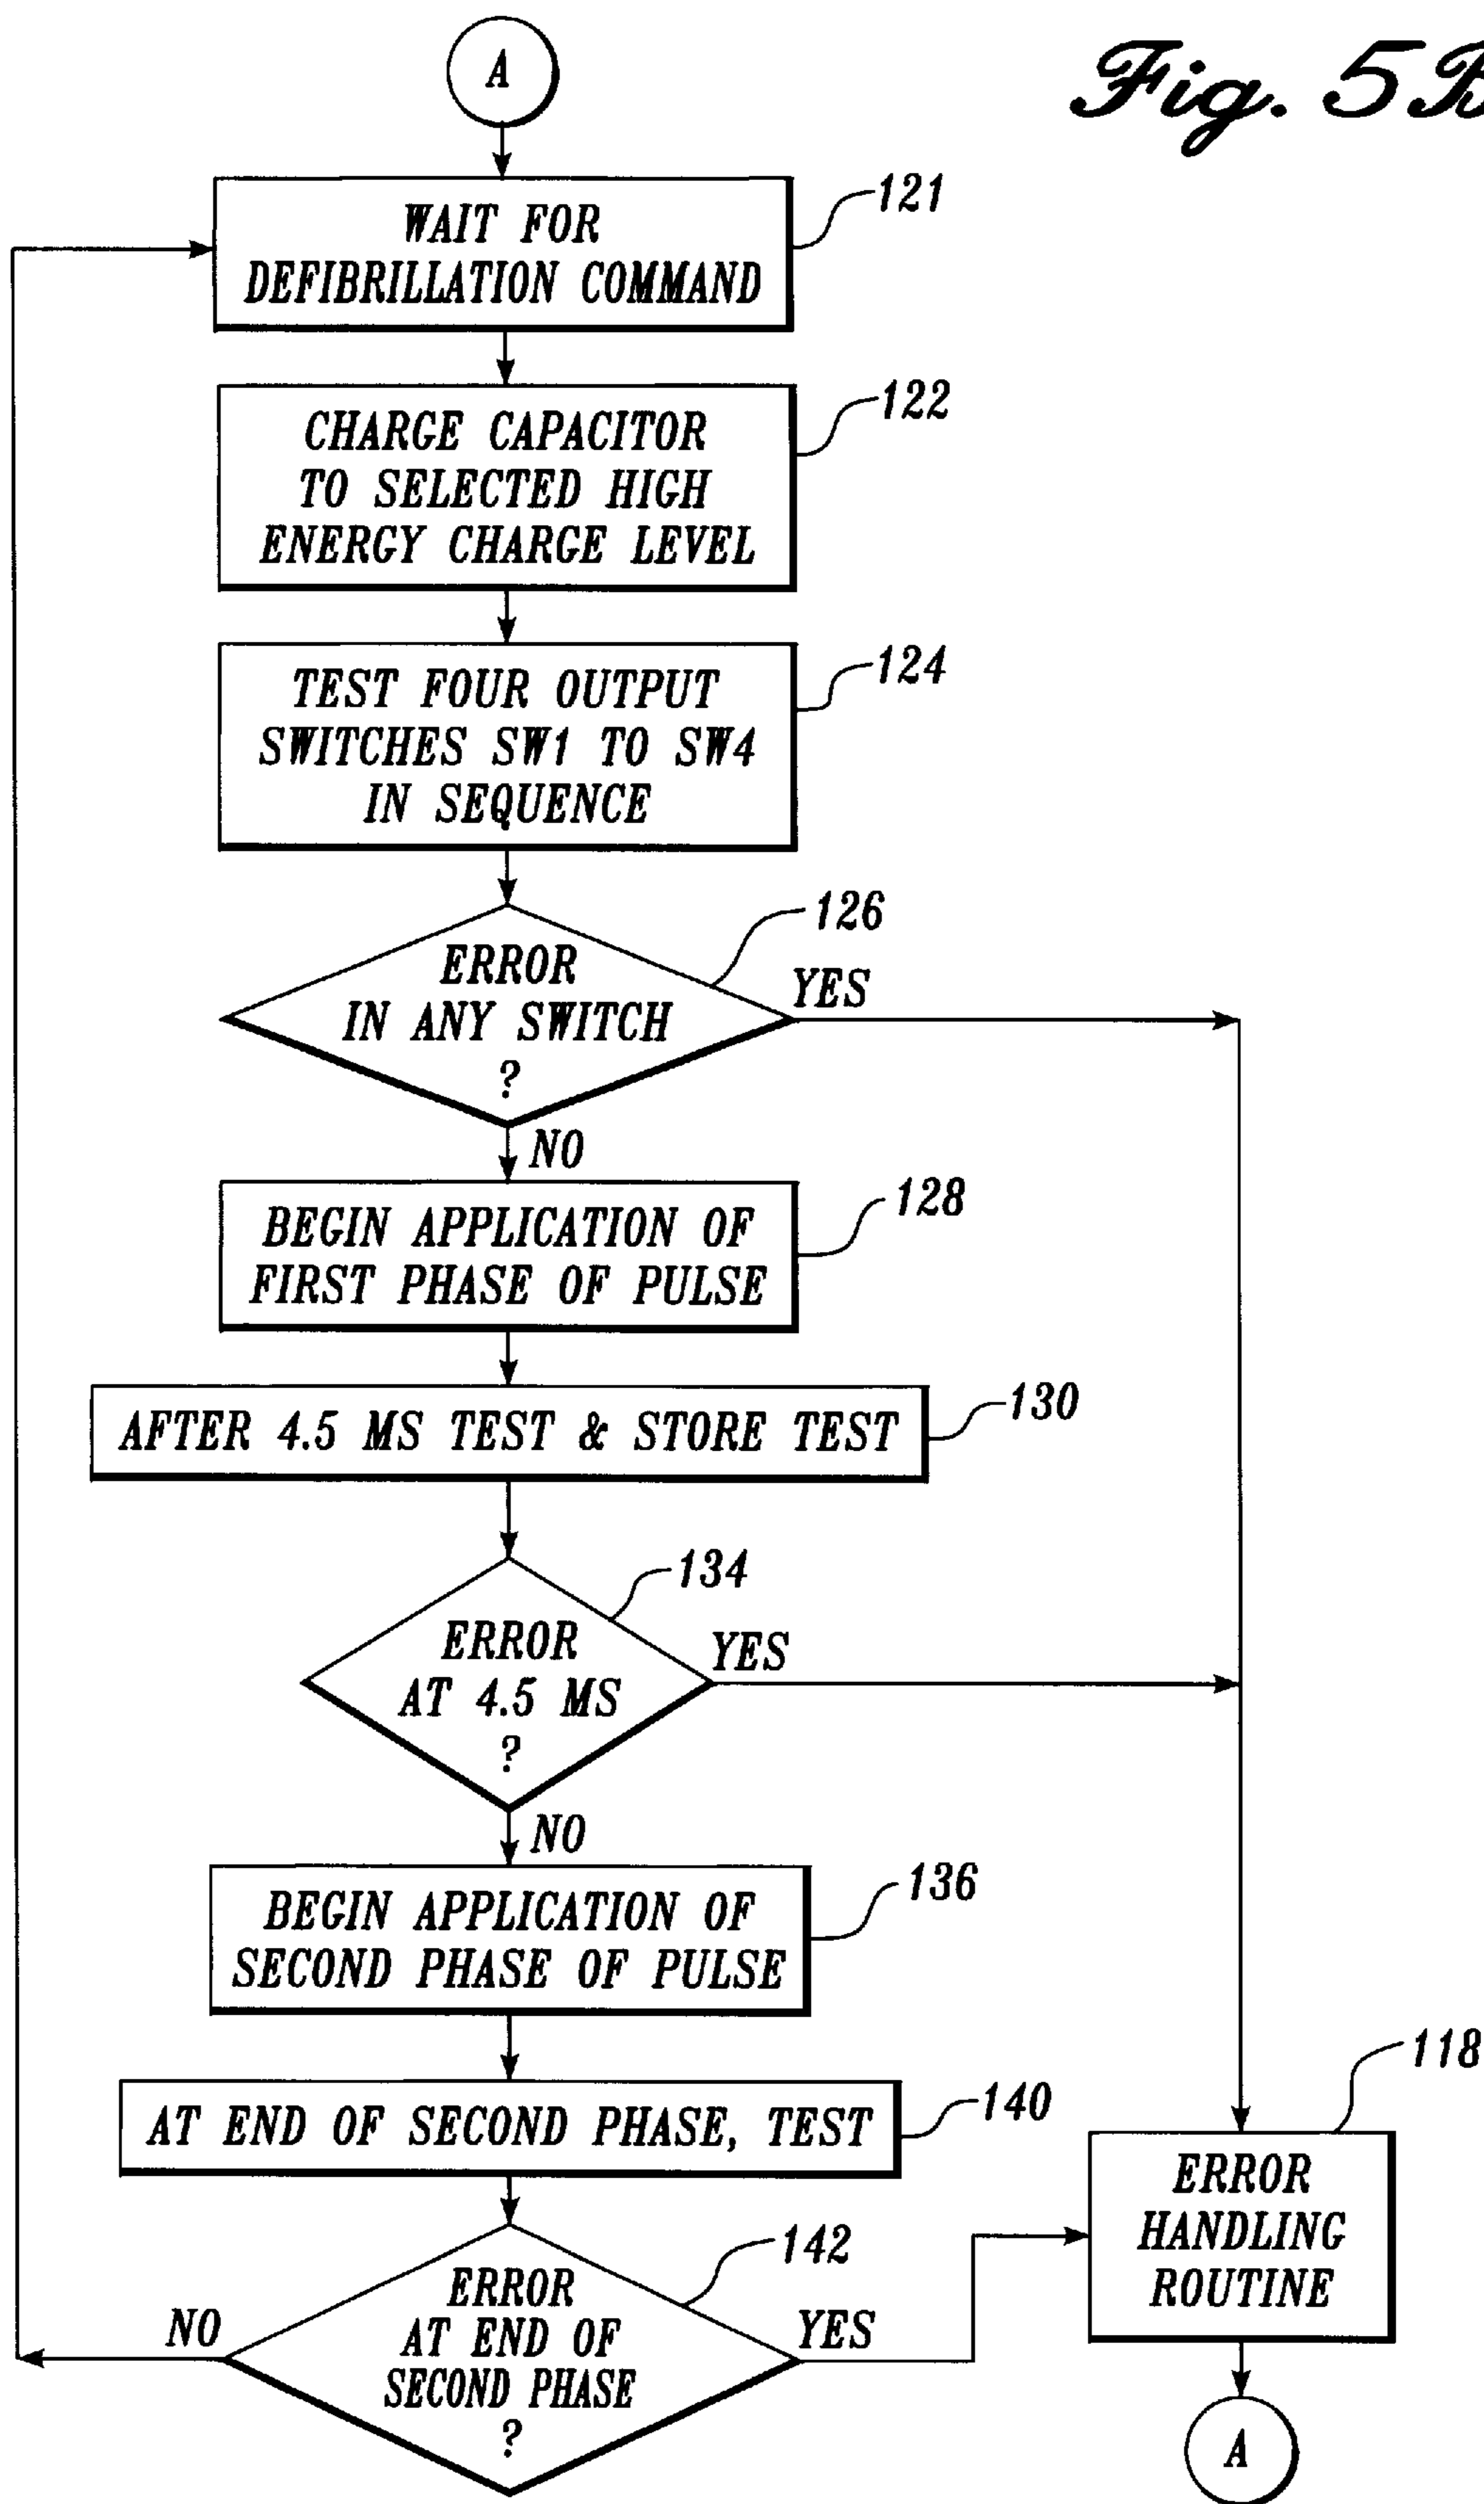 A
Fig. 5B
WAIT FOR
DEFIBRILLATION COMMAND
121
CHARGE CAPACITOR
TO SELECTED HIGH
ENERGY CHARGE LEVEL
122
TEST FOUR OUTPUT
SWITCHES SW1 TO SW4
IN SEQUENCE
124
ERROR
IN ANY SWITCH
?
126
YES
NO
BEGIN APPLICATION OF
FIRST PHASE OF PULSE
128
AFTER 4.5 MS TEST & STORE TEST
130
ERROR
AT 4.5 MS
?
134
YES
NO
BEGIN APPLICATION OF
SECOND PHASE OF PULSE
136
AT END OF SECOND PHASE, TEST
140
ERROR
AT END OF
SECOND PHASE
?
142
NO
YES
ERROR
HANDLING
ROUTINE
118
A